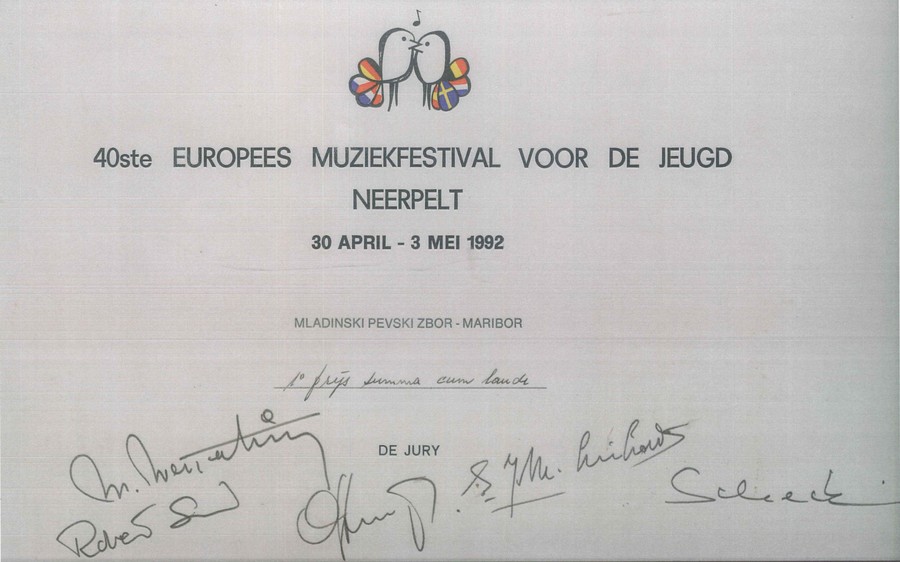 40ste EUROPEES MUZIEKFESTIVAL VOOR DE JEUGD
NEERPELT
30 APRIL - 3 MEI 1992
MLADINSKI PEVSKI ZBOR - MARIBOR
1e prijs summa cum laude
DE JURY
Robert